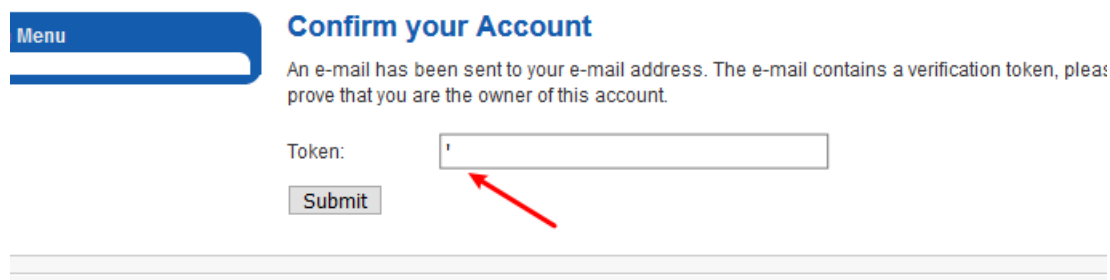 Menu
Confirm your Account
An e-mail has been sent to your e-mail address. The e-mail contains a verification token,
prove that you are the owner of this account.
Token: '
Submit